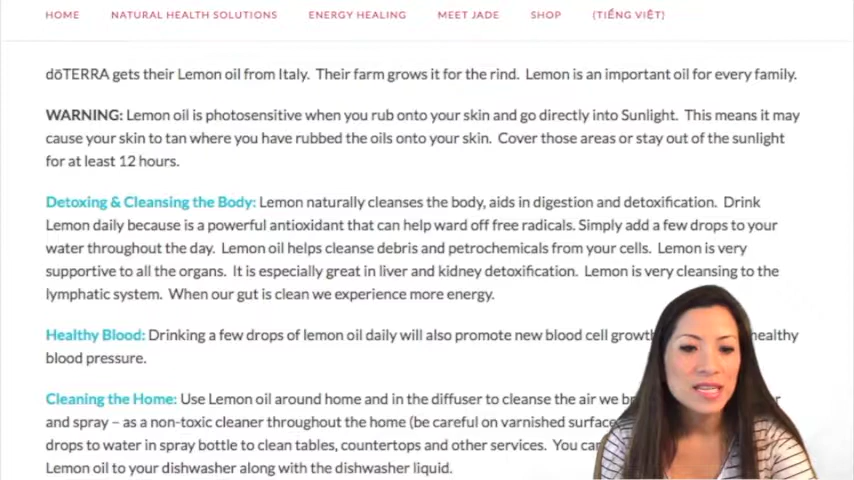 HOME NATURAL HEALTH SOLUTIONS ENERGY HEALING MEET JADE SHOP {TIẾNG VIỆT}
dōTERRA gets their Lemon oil from Italy. Their farm grows it for the rind. Lemon is an important oil for every family.
WARNING: Lemon oil is photosensitive when you rub onto your skin and go directly into Sunlight. This means it may
cause your skin to tan where you have rubbed the oils onto your skin. Cover those areas or stay out of the sunlight
for at least 12 hours.
Detoxing & Cleansing the Body: Lemon naturally cleanses the body, aids in digestion and detoxification. Drink
Lemon daily because is a powerful antioxidant that can help ward off free radicals. Simply add a few drops to your
water throughout the day. Lemon oil helps cleanse debris and petrochemicals from your cells. Lemon is very
supportive to all the organs. It is especially great in liver and kidney detoxification. Lemon is very cleansing to the
lymphatic system. When our gut is clean we experience more energy.
Healthy Blood: Drinking a few drops of lemon oil daily will also promote new blood cell growth healthy
blood pressure.
Cleaning the Home: Use Lemon oil around home and in the diffuser to cleanse the air we
and spray – as a non-toxic cleaner throughout the home (be careful on varnished
drops to water in spray bottle to clean tables, countertops and other services. You
Lemon oil to your dishwasher along with the dishwasher liquid.